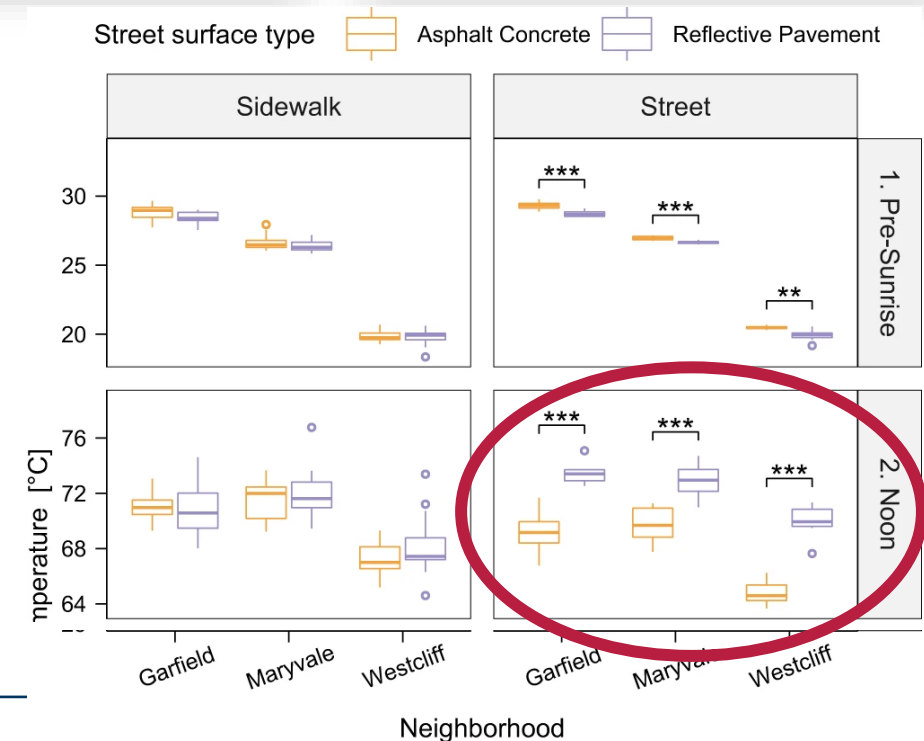 Street surface type Asphalt Concrete Reflective Pavement
Sidewalk Street
*** *** **
30
25
20
1. Pre-Sunrise
*** *** ***
76
72
68
64
2. Noon
mperature [°C]
Garfield Maryvale Westcliff Garfield Maryvale Westcliff
Neighborhood